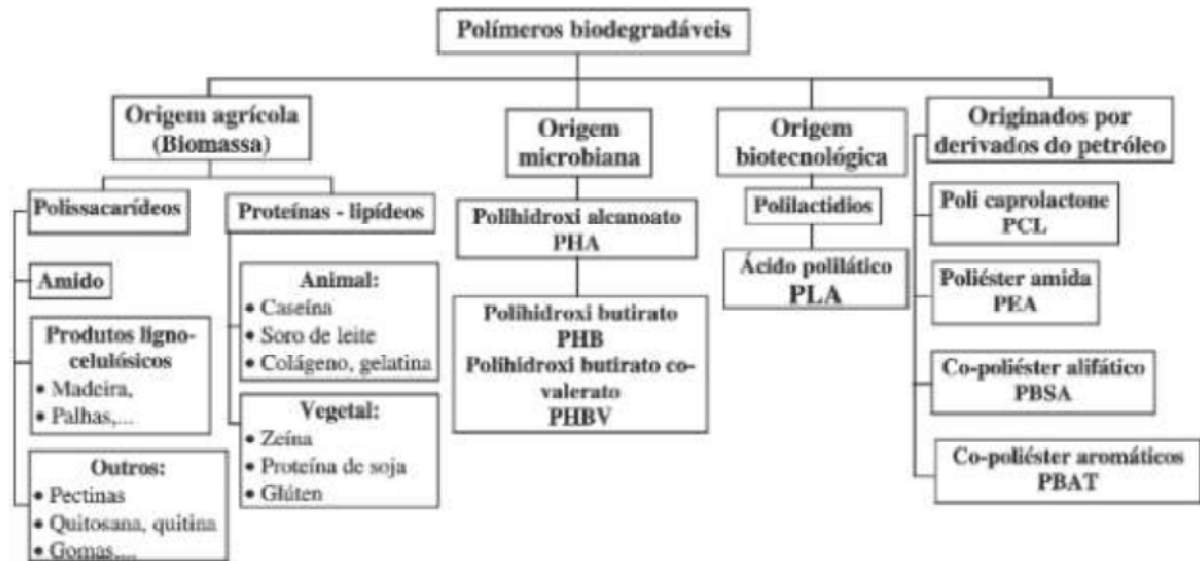 Polímeros biodegradáveis
Origem agrícola
(Biomassa)
Polissacarídeos
Amido
Produtos ligno-
celulósicos
• Madeira,
• Palhas,...
Outros:
• Pectinas
• Quitosana, quitina
• Gomas,...
Proteínas - lipídeos
Animal:
• Caseína
• Soro de leite
• Colágeno, gelatina
Vegetal:
• Zeína
• Proteína de soja
• Glúten
Origem
microbiana
Polihidroxi alcanoato
PHA
Polihidroxi butirato
PHB
Polihidroxi butirato co-
valerato
PHBV
Origem
biotecnológica
Polilactidios
Ácido polilático
PLA
Originados por
derivados do petróleo
Poli caprolactone
PCL
Poliéster amida
PEA
Co-poliéster alifático
PBSA
Co-poliéster aromáticos
PBAT